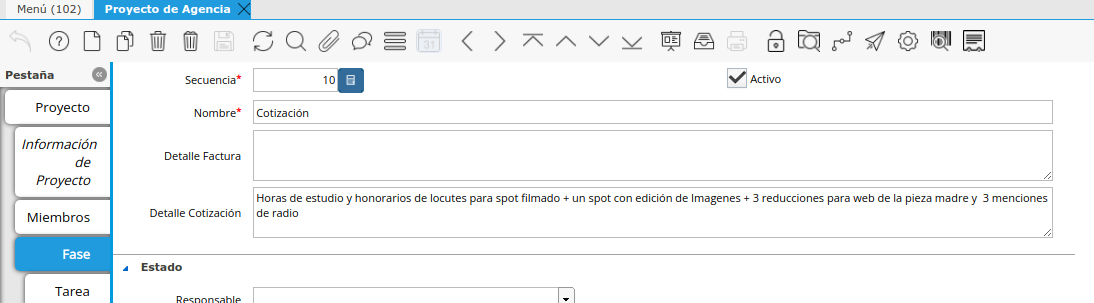 Menú (102)
Proyecto de Agencia
31
Pestaña
Proyecto
Información
de
Proyecto
Miembros
Fase
Tarea
Secuencia*
10
Activo
Nombre*
Cotización
Detalle Factura
Detalle Cotización
Horas de estudio y honorarios de locutes para spot filmado + un spot con edición de Imagenes + 3 reducciones para web de la pieza madre y 3 menciones
de radio
Estado
Responsable